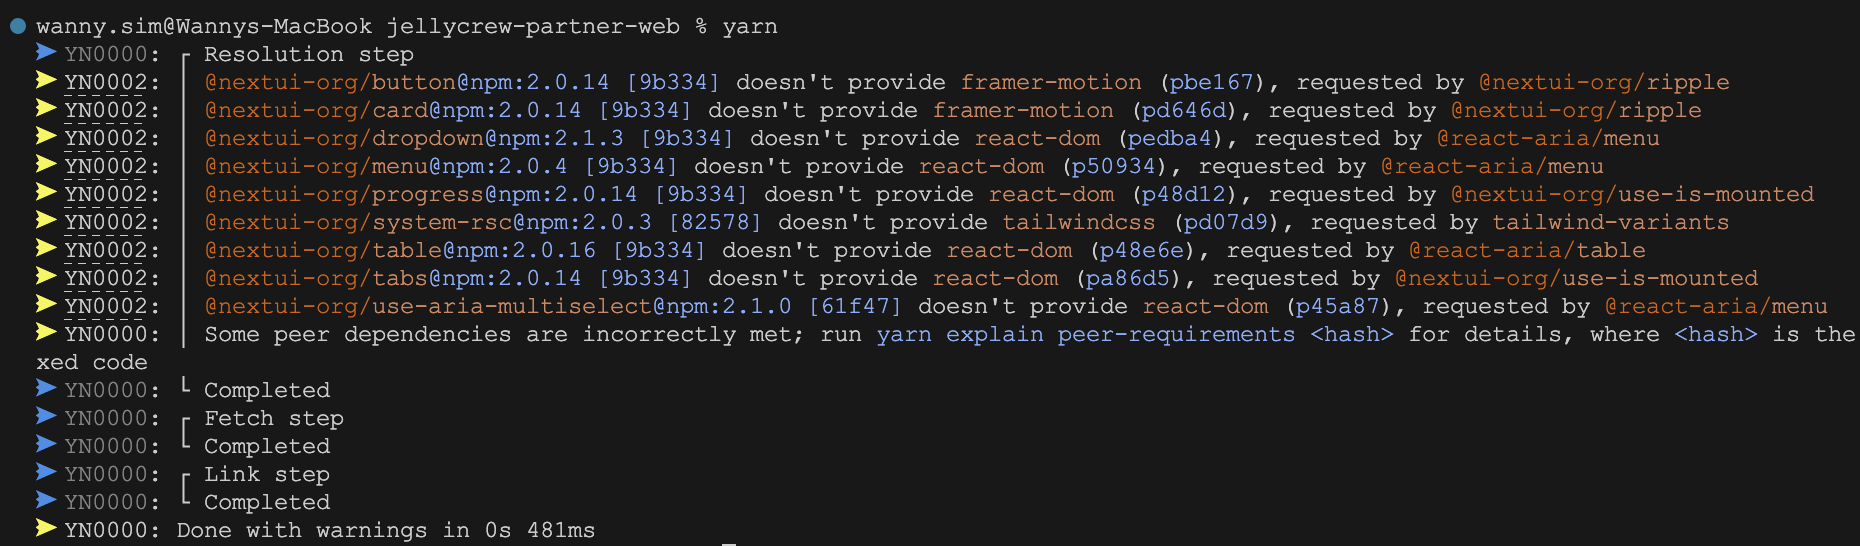 wanny.sim@Wannys-MacBook jellycrew-partner-web % yarn
➤ YN0000: ┌ Resolution step
➤ YN0002: │ @nextui-org/button@npm:2.0.14 [9b334] doesn't provide framer-motion (pbe167), requested by @nextui-org/ripple
➤ YN0002: │ @nextui-org/card@npm:2.0.14 [9b334] doesn't provide framer-motion (pd646d), requested by @nextui-org/ripple
➤ YN0002: │ @nextui-org/dropdown@npm:2.1.3 [9b334] doesn't provide react-dom (pedba4), requested by @react-aria/menu
➤ YN0002: │ @nextui-org/menu@npm:2.0.4 [9b334] doesn't provide react-dom (p50934), requested by @react-aria/menu
➤ YN0002: │ @nextui-org/progress@npm:2.0.14 [9b334] doesn't provide react-dom (p48d12), requested by @nextui-org/use-is-mounted
➤ YN0002: │ @nextui-org/system-rsc@npm:2.0.3 [82578] doesn't provide tailwindcss (pd07d9), requested by tailwind-variants
➤ YN0002: │ @nextui-org/table@npm:2.0.16 [9b334] doesn't provide react-dom (p48e6e), requested by @react-aria/table
➤ YN0002: │ @nextui-org/tabs@npm:2.0.14 [9b334] doesn't provide react-dom (pa86d5), requested by @nextui-org/use-is-mounted
➤ YN0002: │ @nextui-org/use-aria-multiselect@npm:2.1.0 [61f47] doesn't provide react-dom (p45a87), requested by @react-aria/menu
➤ YN0000: │ Some peer dependencies are incorrectly met; run yarn explain peer-requirements <hash> for details, where <hash> is the
xed code
➤ YN0000: └ Completed
➤ YN0000: ┌ Fetch step
➤ YN0000: └ Completed
➤ YN0000: ┌ Link step
➤ YN0000: └ Completed
➤ YN0000: Done with warnings in 0s 481ms